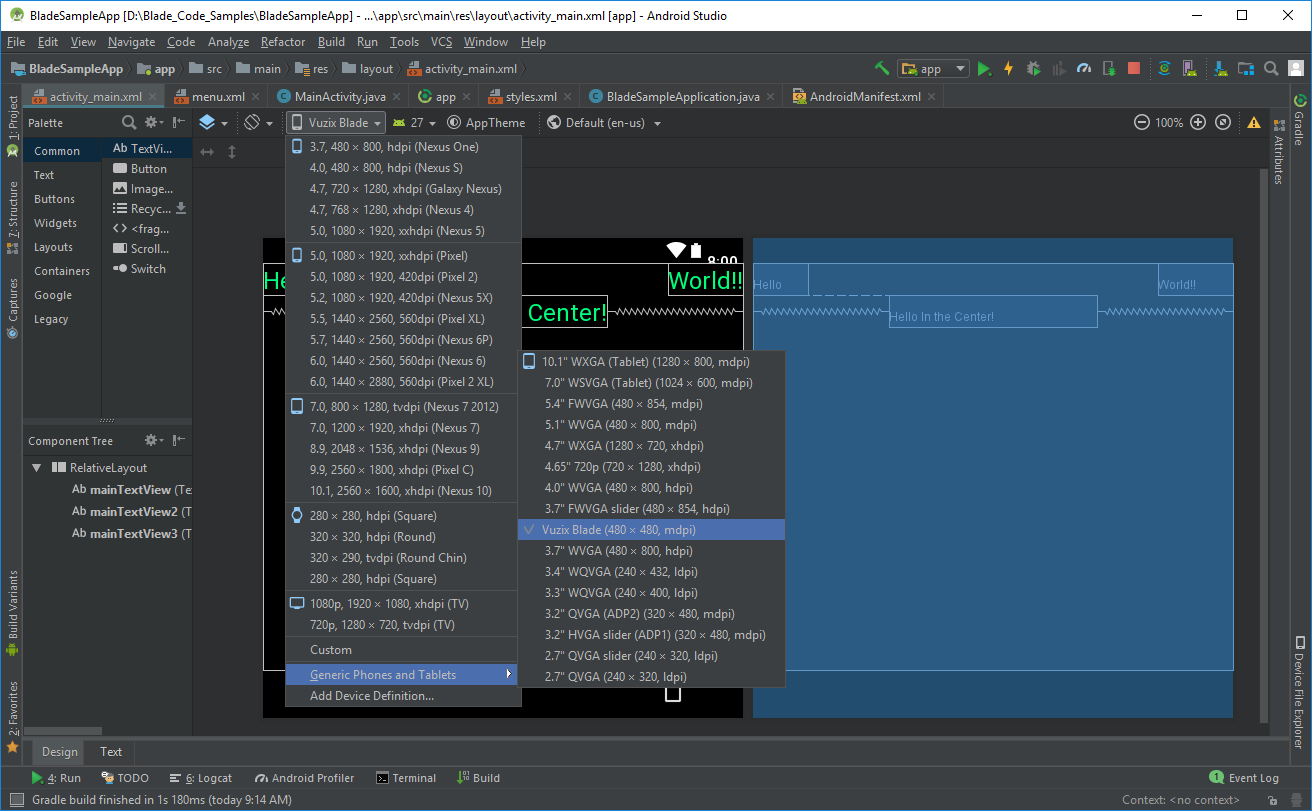 BladeSampleApp [D:\Blade_Code_Samples\BladeSampleApp] - ...\app\src\main\res\layout\activity_main.xml [app] - Android Studio
File Edit View Navigate Code Analyze Refactor Build Run Tools VCS Window Help
BladeSampleApp app src main res layout activity_main.xml app
activity_main.xml menu.xml MainActivity.java app styles.xml BladeSampleApplication.java AndroidManifest.xml
Palette Vuzix Blade 27 AppTheme Default (en-us) 100%
1: Project
7: Structure
Captures
Build Variants
2: Favorites
Common
Text
Buttons
Widgets
Layouts
Containers
Google
Legacy
Ab TextVi...
Button
Image...
Recyc...
<frag...
Scroll...
Switch
Component Tree
RelativeLayout
Ab mainTextView (Te
Ab mainTextView2 (T
Ab mainTextView3 (T
3.7, 480 × 800, hdpi (Nexus One)
4.0, 480 × 800, hdpi (Nexus S)
4.7, 720 × 1280, xhdpi (Galaxy Nexus)
4.7, 768 × 1280, xhdpi (Nexus 4)
5.0, 1080 × 1920, xxhdpi (Nexus 5)
5.0, 1080 × 1920, xxhdpi (Pixel)
5.0, 1080 × 1920, 420dpi (Pixel 2)
5.2, 1080 × 1920, 420dpi (Nexus 5X)
5.5, 1440 × 2560, 560dpi (Pixel XL)
5.7, 1440 × 2560, 560dpi (Nexus 6P)
6.0, 1440 × 2560, 560dpi (Nexus 6)
6.0, 1440 × 2880, 560dpi (Pixel 2 XL)
7.0, 800 × 1280, tvdpi (Nexus 7 2012)
7.0, 1200 × 1920, xhdpi (Nexus 7)
8.9, 2048 × 1536, xhdpi (Nexus 9)
9.9, 2560 × 1800, xhdpi (Pixel C)
10.1, 2560 × 1600, xhdpi (Nexus 10)
280 × 280, hdpi (Square)
320 × 320, hdpi (Round)
320 × 290, tvdpi (Round Chin)
280 × 280, hdpi (Square)
1080p, 1920 × 1080, xhdpi (TV)
720p, 1280 × 720, tvdpi (TV)
Custom
Generic Phones and Tablets
Add Device Definition...
10.1" WXGA (Tablet) (1280 × 800, mdpi)
7.0" WSVGA (Tablet) (1024 × 600, mdpi)
5.4" FWVGA (480 × 854, mdpi)
5.1" WVGA (480 × 800, mdpi)
4.7" WXGA (1280 × 720, xhdpi)
4.65" 720p (720 × 1280, xhdpi)
4.0" WVGA (480 × 800, hdpi)
3.7" FWVGA slider (480 × 854, hdpi)
Vuzix Blade (480 × 480, mdpi)
3.7" WVGA (480 × 800, hdpi)
3.4" WQVGA (240 × 432, ldpi)
3.3" WQVGA (240 × 400, ldpi)
3.2" QVGA (ADP2) (320 × 480, mdpi)
3.2" HVGA slider (ADP1) (320 × 480, mdpi)
2.7" QVGA slider (240 × 320, ldpi)
2.7" QVGA (240 × 320, ldpi)
8:00
He World!!
Center!
Hello World!!
Hello In the Center!
Gradle
Attributes
Device File Explorer
Design Text
4: Run TODO 6: Logcat Android Profiler Terminal Build 1 Event Log
Gradle build finished in 1s 180ms (today 9:14 AM) Context: <no context>